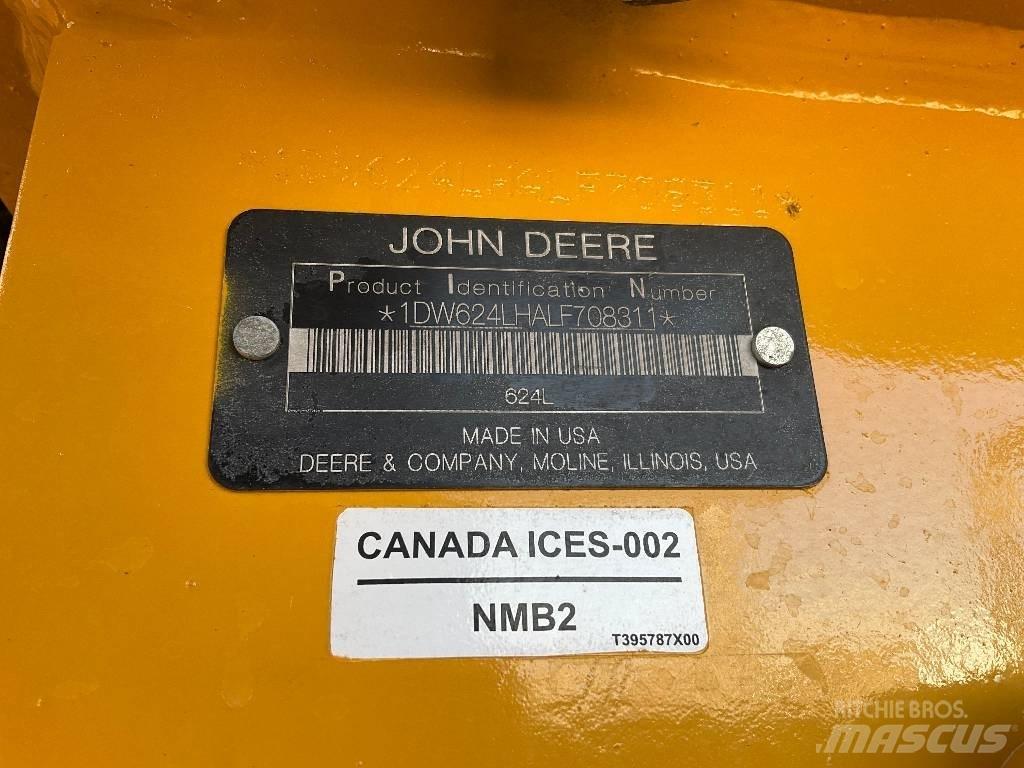 JOHN DEERE
Product Identification Number
*1DW624LHALF708311*
624L
MADE IN USA
DEERE & COMPANY, MOLINE, ILLINOIS, USA
CANADA ICES-002
NMB2
T395787X00
RITCHIE BROS.
MASCUS